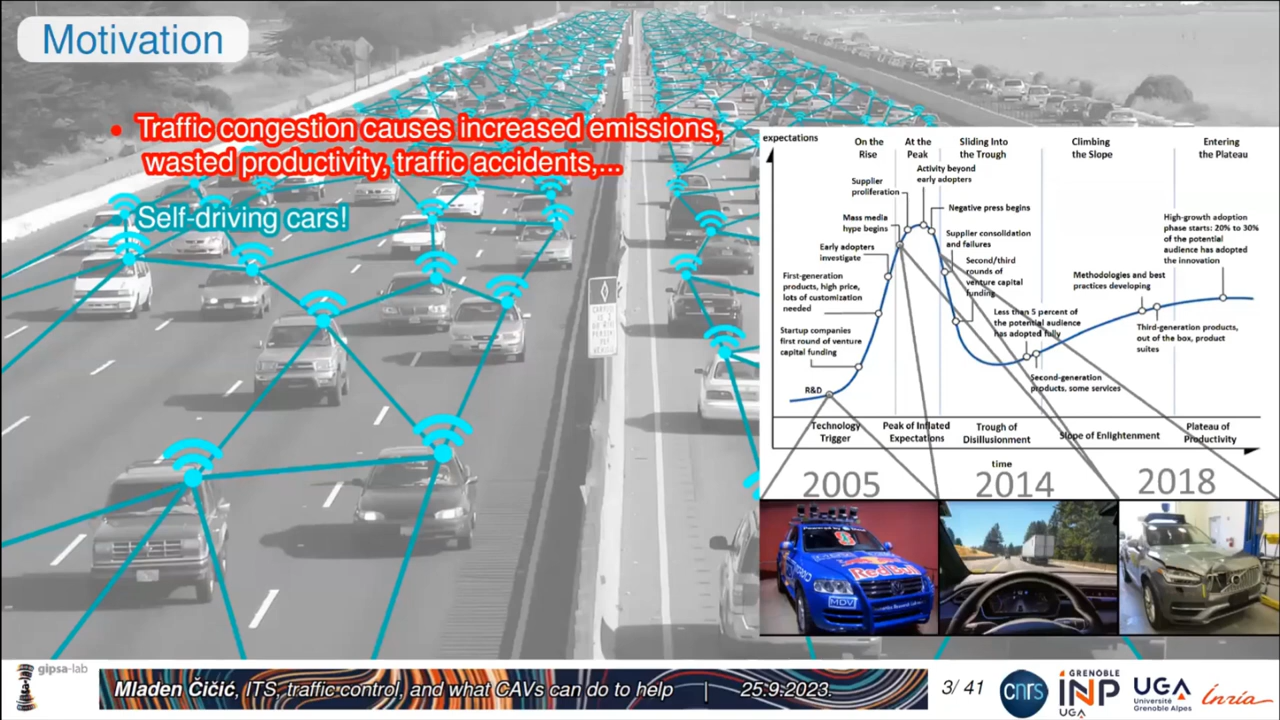 Motivation
• Traffic congestion causes increased emissions,
wasted productivity, traffic accidents,...
Self-driving cars!
expectations
On the
Rise
At the
Peak
Sliding Into
the Trough
Climbing
the Slope
Entering
the Plateau
Activity beyond
early adopters
Supplier
proliferation
Negative press begins
Mass media
hype begins
Supplier consolidation
and failures
Early adopters
investigate
Second/third
rounds of
venture capital
funding
First-generation
products, high price,
lots of customization
needed
Less than 5 percent of
the potential audience
has adopted fully
Startup companies
first round of venture
capital funding
Second-generation
products, some services
R&D
High-growth adoption
phase starts: 20% to 30%
of the potential
audience has adopted
the innovation
Methodologies and best
practices developing
Third-generation products,
out of the box, product
suites
Technology
Trigger
Peak of Inflated
Expectations
Trough of
Disillusionment
Slope of Enlightenment
Plateau of
Productivity
time
2005
2014
2018
RedBull
MDV
gipsa-lab
Mladen Čičić, ITS, traffic control, and what CAVs can do to help | 25.9.2023.
3/ 41
cnrs
GRENOBLE
INP
UGA
UGA
Université
Grenoble Alpes
Inria